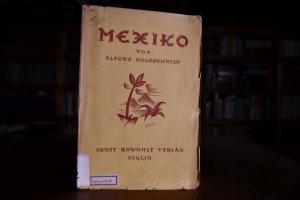 MEXIKO
VON
ALFONS GOLDSCHMIDT
ERNST ROWOHLT VERLAG
BERLIN